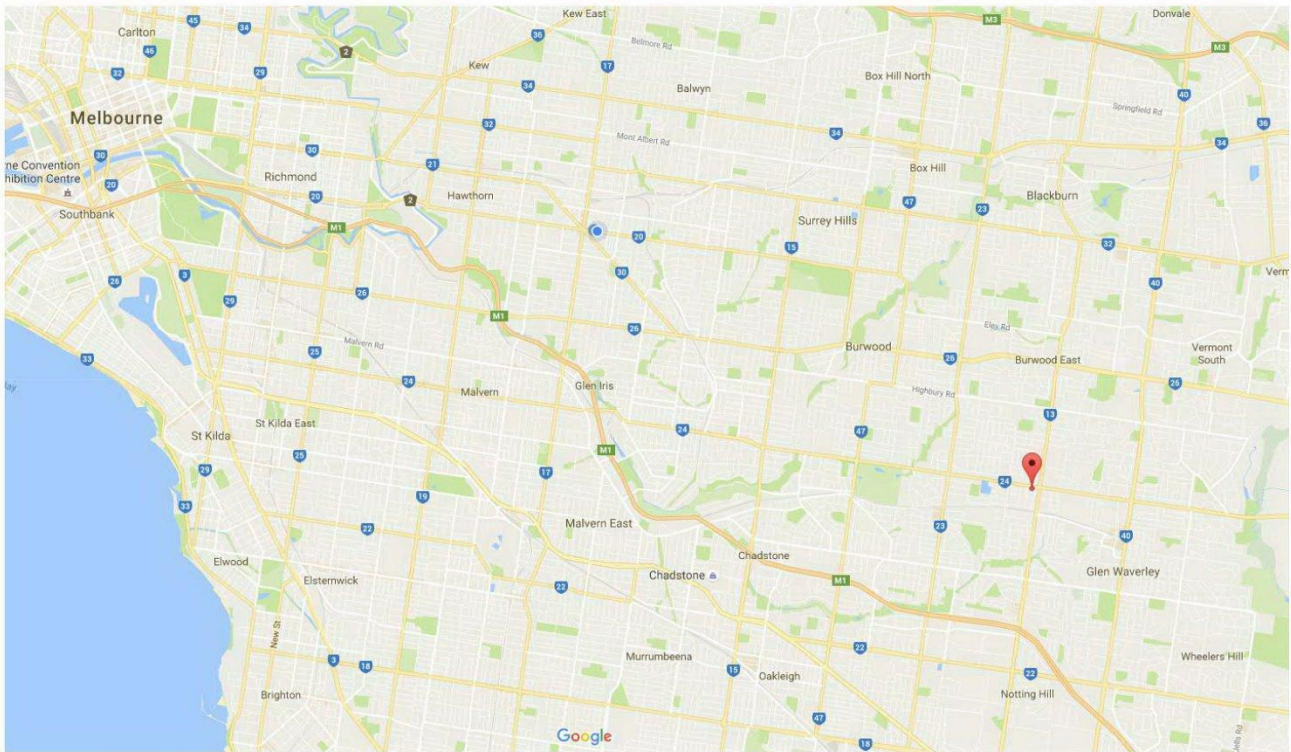 Kew East
Donvale
Carlton
45
34
M3
46
2
36
Belmore Rd
M3
29
Kew
17
Box Hill North
32
34
Balwyn
40
Springfield Rd
Melbourne
32
36
Mont Albert Rd
34
34
30
30
21
ne Convention
hibition Centre
Richmond
Box Hill
20
20
Hawthorn
47
Blackburn
2
23
Southbank
M1
Surrey Hills
20
15
32
3
30
Verm
26
26
40
29
M1
26
Eley Rd
Malvern Rd
Burwood
Vermont
South
25
26
Burwood East
33
24
Glen Iris
26
ay
Malvern
Highbury Rd
13
St Kilda East
24
47
St Kilda
M1
25
29
17
24
19
33
22
Malvern East
23
40
Elwood
Chadstone
Elsternwick
Chadstone
M1
Glen Waverley
22
New St
22
3
18
Murrumbeena
15
Wheelers Hill
Oakleigh
22
Brighton
Notting Hill
47
Google
18